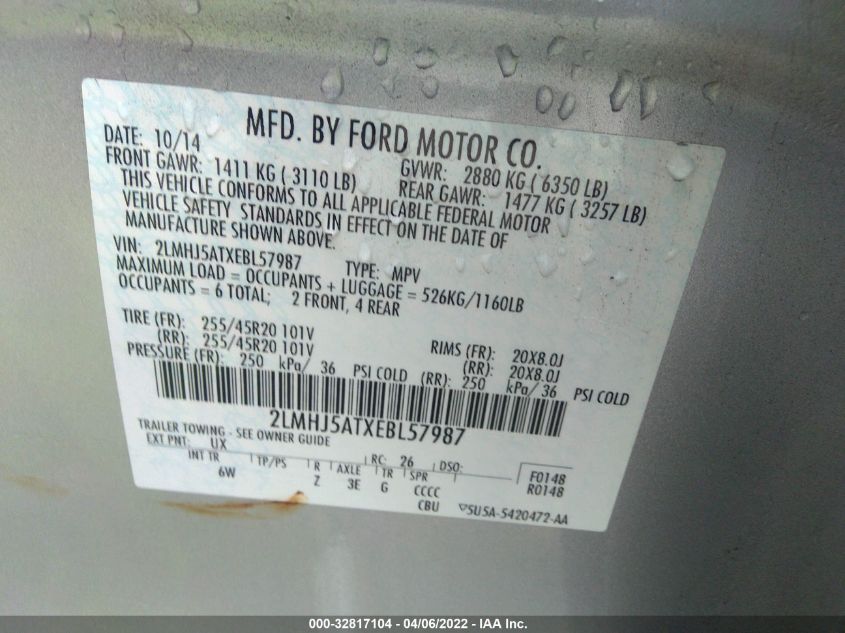 MFD. BY FORD MOTOR CO.
DATE: 10/14 GVWR: 2880 KG ( 6350 LB)
FRONT GAWR: 1411 KG ( 3110 LB) REAR GAWR: 1477 KG ( 3257 LB)
THIS VEHICLE CONFORMS TO ALL APPLICABLE FEDERAL MOTOR
VEHICLE SAFETY STANDARDS IN EFFECT ON THE DATE OF
MANUFACTURE SHOWN ABOVE.
VIN: 2LMHJ5ATXEBL57987 TYPE: MPV
MAXIMUM LOAD = OCCUPANTS + LUGGAGE = 526KG/1160LB
OCCUPANTS = 6 TOTAL; 2 FRONT, 4 REAR
TIRE (FR): 255/45R20 101V RIMS (FR): 20X8.0J
(RR): 255/45R20 101V (RR): 20X8.0J
PRESSURE (FR): 250 kPa/ 36 PSI COLD (RR): 250 kPa/36 PSI COLD
2LMHJ5ATXEBL57987
TRAILER TOWING - SEE OWNER GUIDE
EXT PNT: UX RC: 26 DSO: F0148
INT TR TP/PS R AXLE TR SPR R0148
6W Z 3E G CCCC
CBU
5U5A-5420472-AA
000-32817104 - 04/06/2022 - IAA Inc.